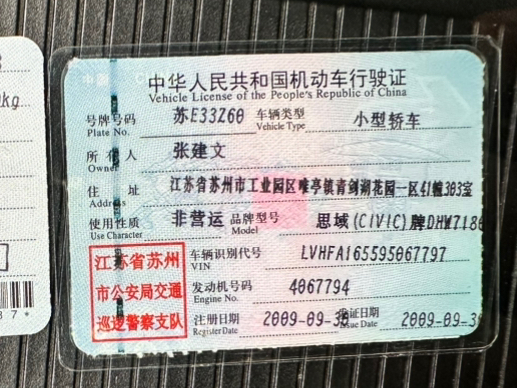 中华人民共和国机动车行驶证
Vehicle License of the People's Republic of China
号牌号码 苏E33Z60 车辆类型 小型轿车
Plate No. Vehicle Type
所有人 张建文
Owner
住址 江苏省苏州市工业园区唯亭镇青剑湖花园一区41幢303室
Address
使用性质 非营运 品牌型号 思域(CIVIC)牌DHW718
Use Character Model
江苏省苏州
市公安局交通
巡逻警察支队
车辆识别代号 LVHFA165595067797
VIN
发动机号码 4067794
Engine No.
注册日期 2009-09-3 证日期 2009-09-3
Register Date Issue Date
kg